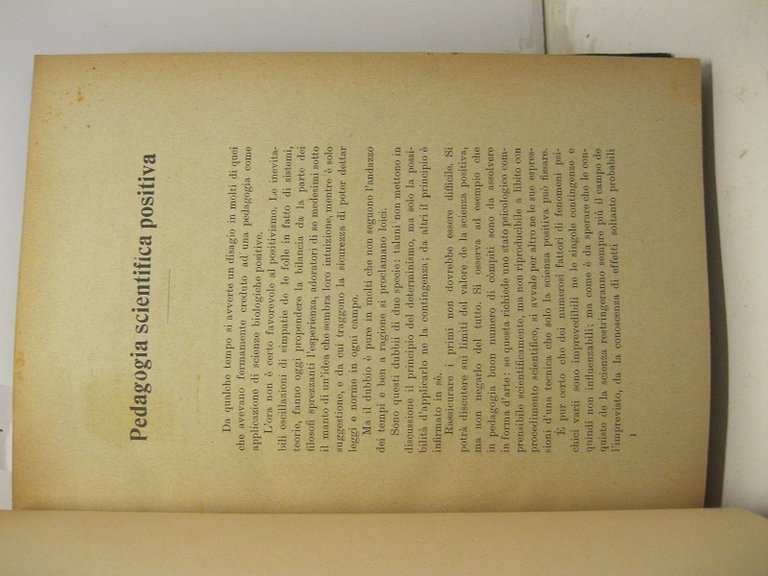 Pedagogia scientifica positiva
Da qualche tempo si avverte un disagio in molti di quei
che avevano fermamente creduto ad una pedagogia come
applicazione di scienze biologiche positive.
L'ora non è certo favorevole al positivismo. Le inevita-
bili oscillazioni di simpatie de le folle in fatto di sistemi,
teorie, fanno oggi propendere la bilancia da la parte dei
filosofi sprezzanti l'esperienza, adoratori di se medesimi sotto
il manto di un'idea che sembra loro intuizione, mentre è solo
suggestione, e da cui traggono la sicurezza di poter dettar
leggi e norme in ogni campo.
Ma il dubbio è pure in molti che non seguono l'andazzo
dei tempi e ben a ragione si proclamano loici.
Sono questi dubbi di due specie: taluni non mettono in
discussione il principio del determinismo, ma solo la possi-
bilità d'applicarlo ne la contingenza; da altri il principio è
infirmato in sè.
Rassicurare i primi non dovrebbe essere difficile. Si
potrà discutere sui limiti del valore de la scienza positiva,
ma non negarlo del tutto. Si osserva ad esempio che
in pedagogia buon numero di compiti sono da assolvere
in forma d'arte: se questa richiede uno stato psicologico com-
prensibile scientificamente, ma non riproducibile a libito con
procedimento scientifico, si avvale per altro ne le sue espres-
sioni d'una tecnica che solo la scienza positiva può fissare.
È pur certo che dei numerosi fattori di fenomeni psi-
chici varii sono imprevedibili ne le singole contingenze e
quindi non influenzabili; ma come è da sperare che le con-
quiste de la scienza restringeranno sempre più il campo de
l'imprevisto, da la conoscenza di effetti soltanto probabili
1